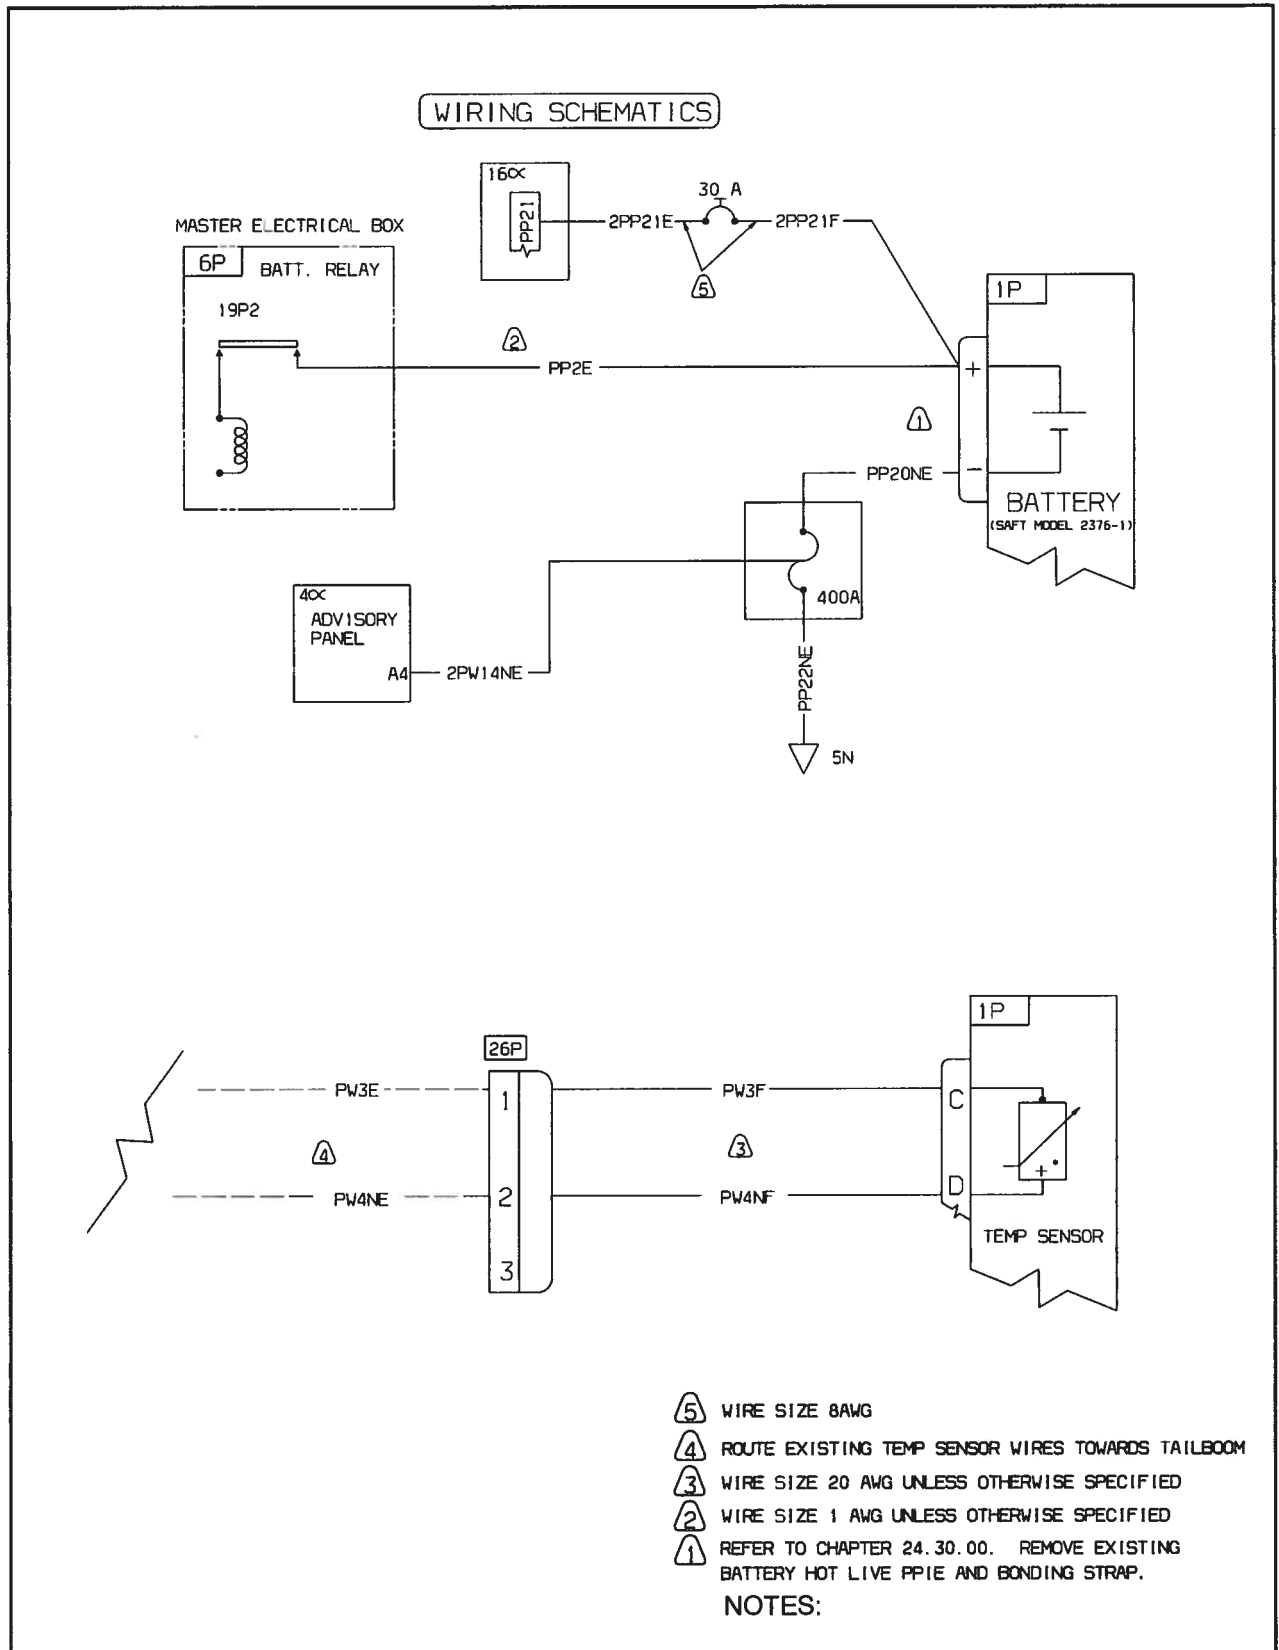 WIRING SCHEMATICS
16∝
PP21
2PP21E
30 A
2PP21F
5
MASTER ELECTRICAL BOX
6P
BATT. RELAY
19P2
2
PP2E
1P
+
1
PP20NE
−
BATTERY
(SAFT MODEL 2376-1)
400A
4∝
ADVISORY
PANEL
A4
2PW14NE
PP22NE
5N
1P
26P
PW3E
1
PW3F
C
4
3
PW4NE
2
PW4NF
D
+
TEMP SENSOR
3
5 WIRE SIZE 8AWG
4 ROUTE EXISTING TEMP SENSOR WIRES TOWARDS TAILBOOM
3 WIRE SIZE 20 AWG UNLESS OTHERWISE SPECIFIED
2 WIRE SIZE 1 AWG UNLESS OTHERWISE SPECIFIED
1 REFER TO CHAPTER 24.30.00. REMOVE EXISTING
BATTERY HOT LIVE PPIE AND BONDING STRAP.
NOTES: